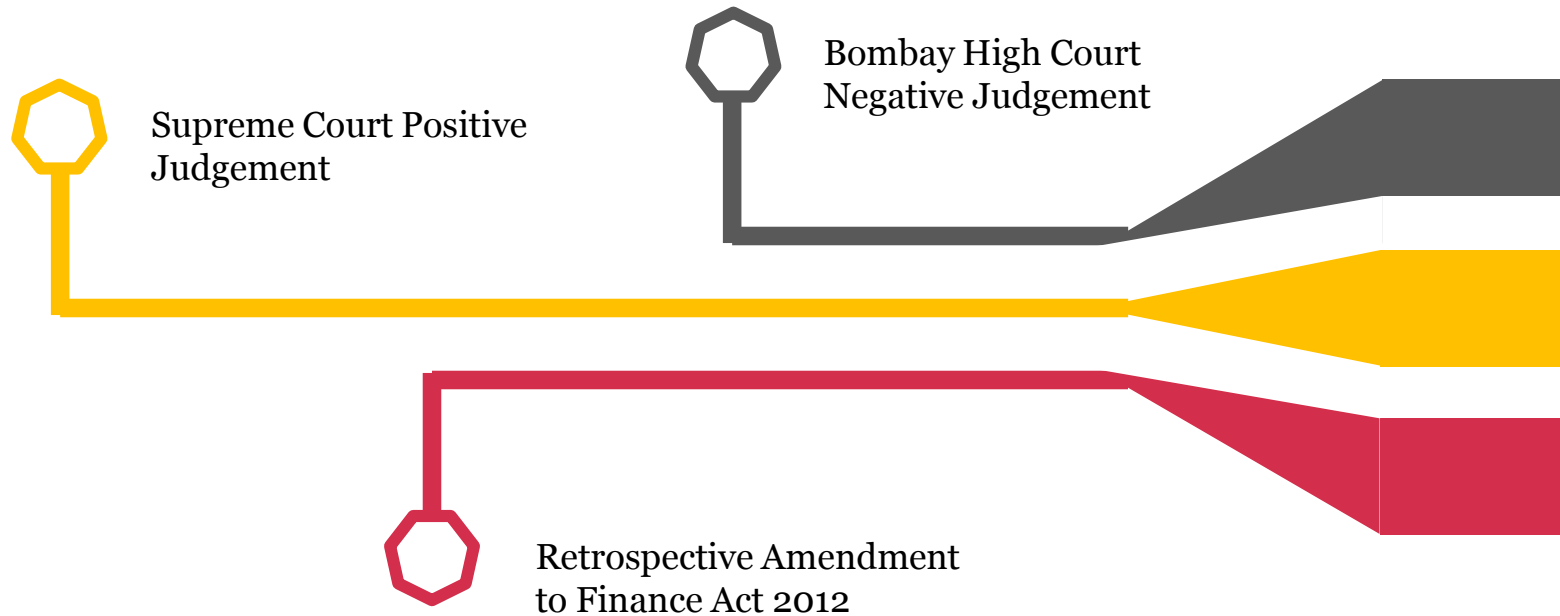 Bombay High Court
Negative Judgement
Supreme Court Positive
Judgement
Retrospective Amendment
to Finance Act 2012